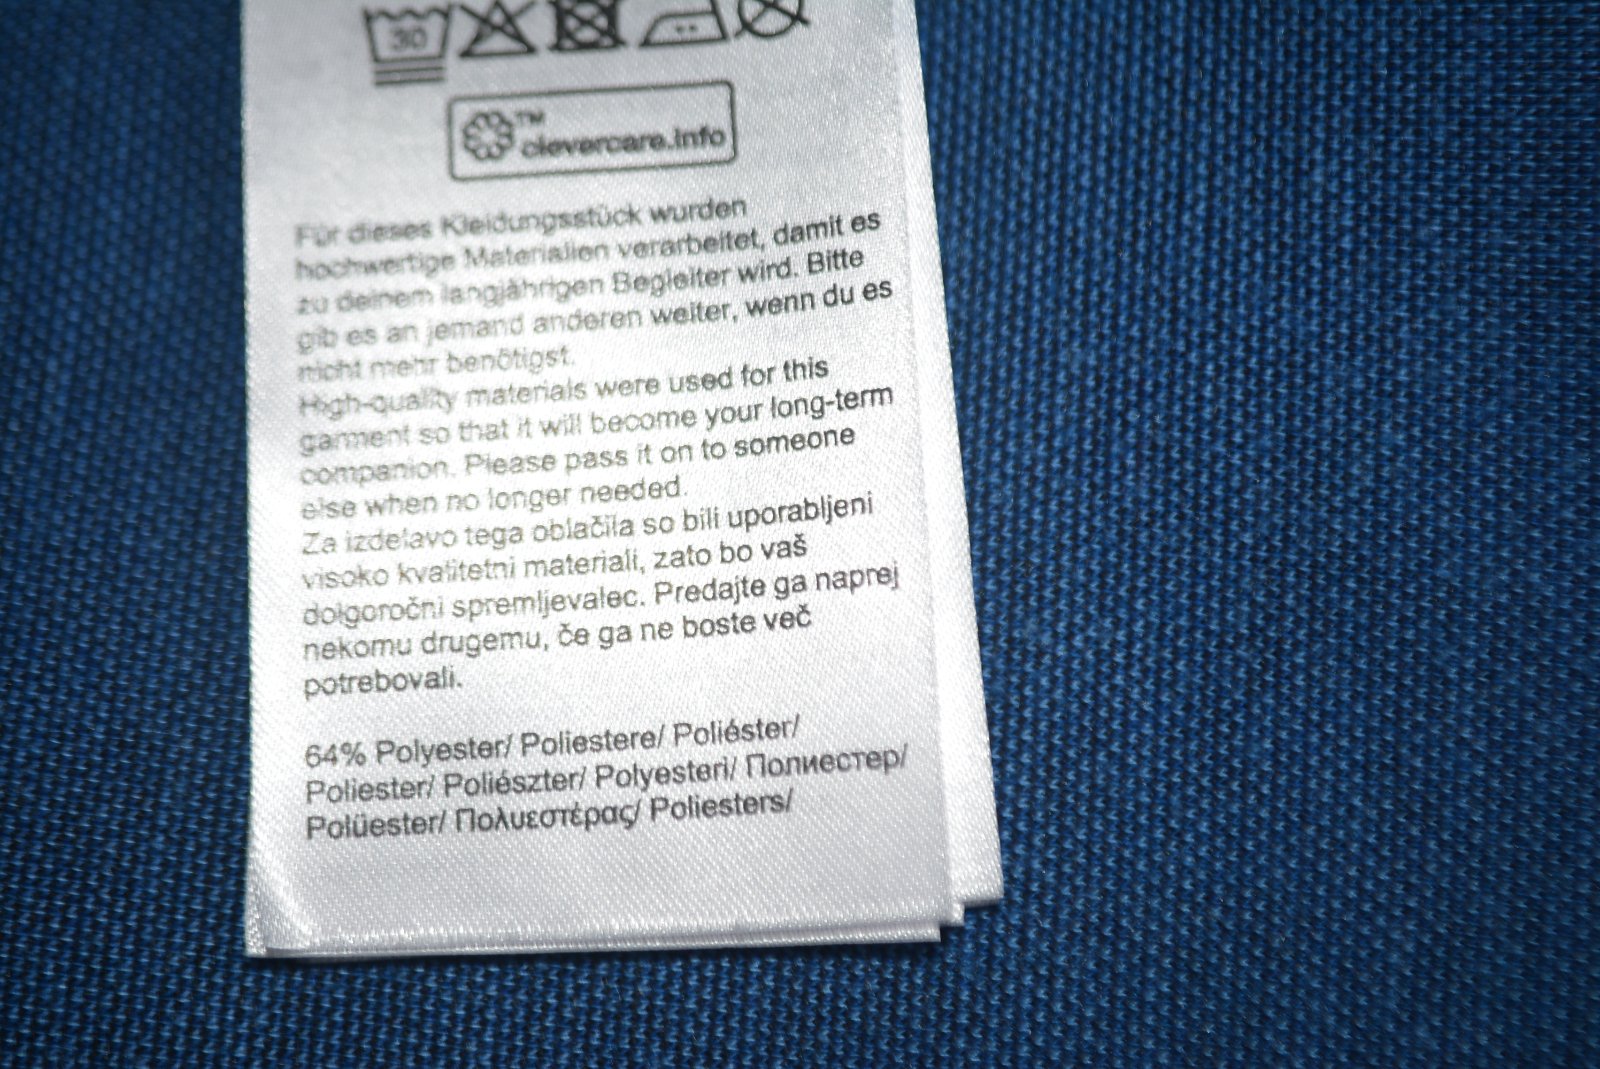 30
™
clevercare.info
Für dieses Kleidungsstück wurden
hochwertige Materialien verarbeitet, damit es
zu deinem langjährigen Begleiter wird. Bitte
gib es an jemand anderen weiter, wenn du es
nicht mehr benötigst.
High-quality materials were used for this
garment so that it will become your long-term
companion. Please pass it on to someone
else when no longer needed.
Za izdelavo tega oblačila so bili uporabljeni
visoko kvalitetni materiali, zato bo vaš
dolgoročni spremljevalec. Predajte ga naprej
nekomu drugemu, če ga ne boste več
potrebovali.
64% Polyester/ Poliestere/ Poliéster/
Poliester/ Poliészter/ Polyesteri/ Полиестер/
Polüester/ Πολυεστέρας/ Poliesters/